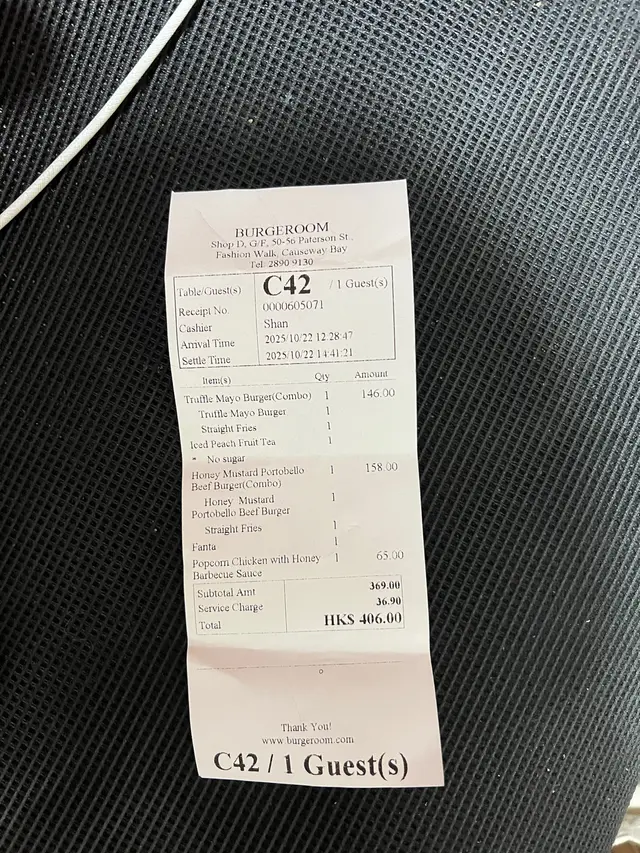 BURGEROOM
Shop D, G/F, 50-56 Paterson St.,
Fashion Walk, Causeway Bay
Tel: 2890 9130
Table/Guest(s) C42 / 1 Guest(s)
Receipt No. 0000605071
Cashier Shan
Arrival Time 2025/10/22 12:28:47
Settle Time 2025/10/22 14:41:21
Item(s) Qty Amount
Truffle Mayo Burger(Combo) 1 146.00
Truffle Mayo Burger 1
Straight Fries 1
Iced Peach Fruit Tea 1
* No sugar
Honey Mustard Portobello 1 158.00
Beef Burger(Combo)
Honey Mustard 1
Portobello Beef Burger
Straight Fries 1
Fanta 1
Popcorn Chicken with Honey 1 65.00
Barbecue Sauce
Subtotal Amt 369.00
Service Charge 36.90
Total HK$ 406.00
Thank You!
www.burgeroom.com
C42 / 1 Guest(s)